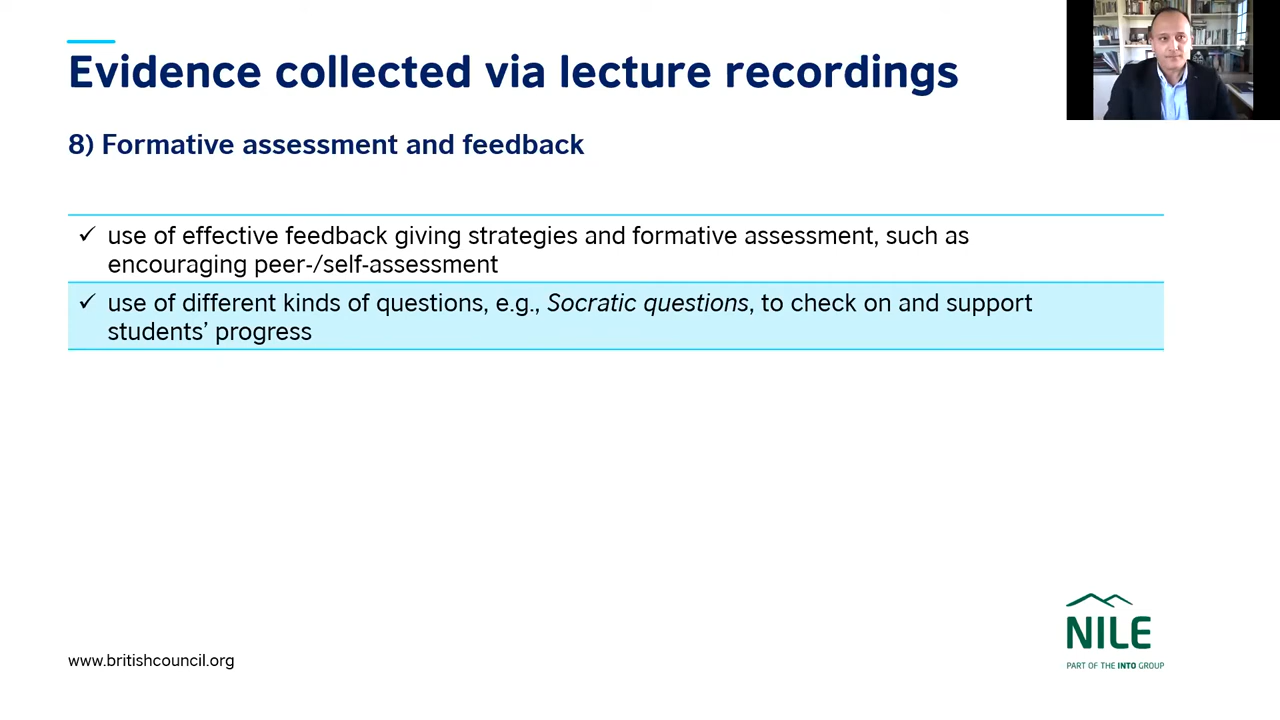 Evidence collected via lecture recordings
8) Formative assessment and feedback
✓ use of effective feedback giving strategies and formative assessment, such as
encouraging peer-/self-assessment
✓ use of different kinds of questions, e.g., Socratic questions, to check on and support
students’ progress
NILE
PART OF THE INTO GROUP
www.britishcouncil.org